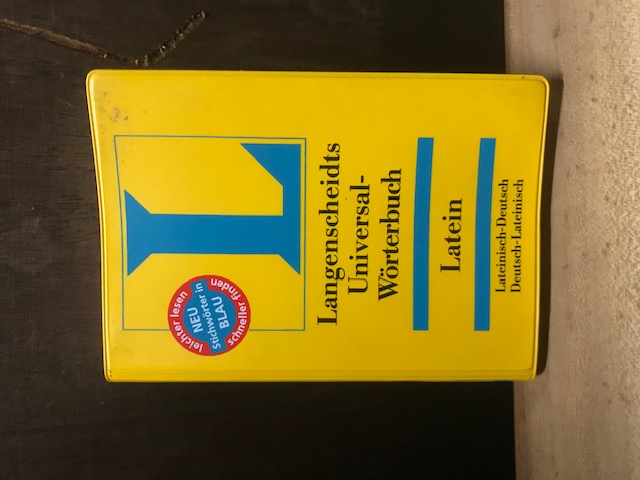 L
leichter lesen
NEU
Stichwörter in
BLAU
schneller finden
Langenscheidts
Universal-
Wörterbuch
Latein
Lateinisch-Deutsch
Deutsch-Lateinisch